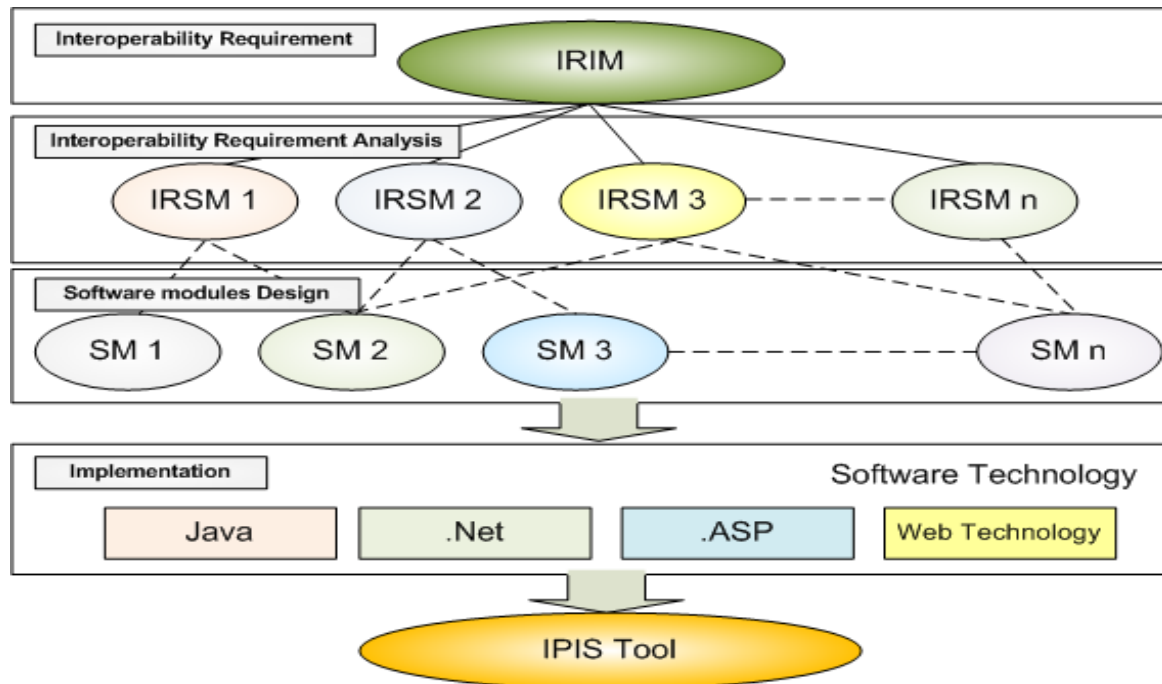 Interoperability Requirement
IRIM
Interoperability Requirement Analysis
IRSM 1
IRSM 2
IRSM 3
IRSM n
Software modules Design
SM 1
SM 2
SM 3
SM n
Implementation
Software Technology
Java
.Net
.ASP
Web Technology
IPIS Tool